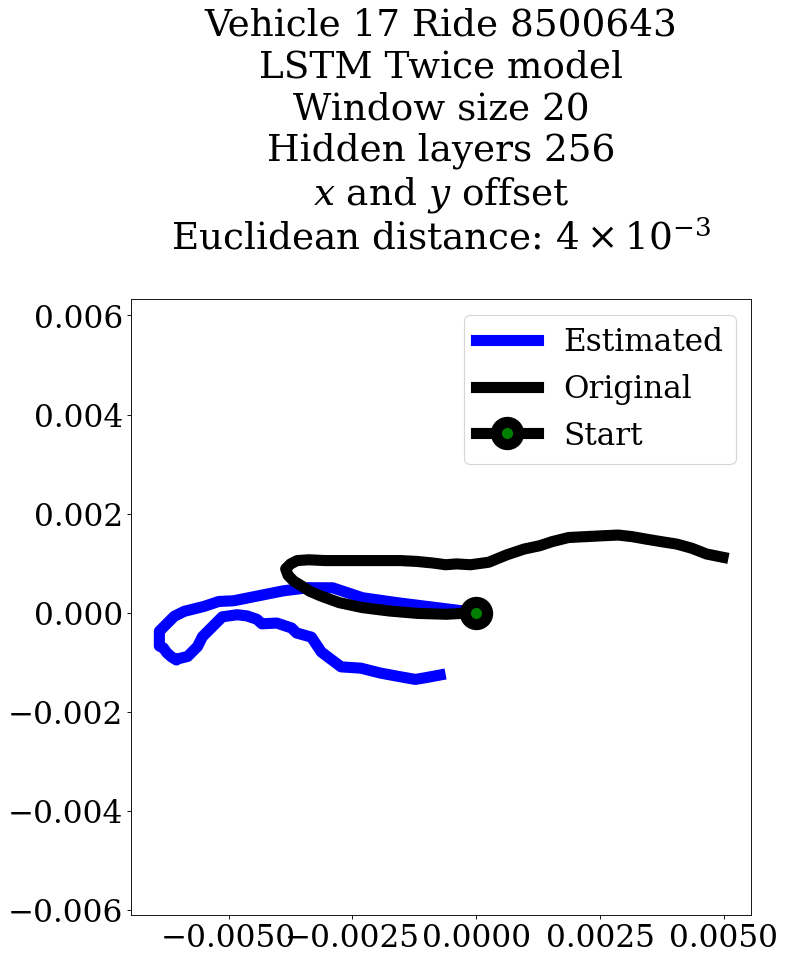 Vehicle 17 Ride 8500643
LSTM Twice model
Window size 20
Hidden layers 256
x and y offset
Euclidean distance: 4 × 10⁻³
Estimated
Original
Start
0.006
0.004
0.002
0.000
−0.002
−0.004
−0.006
−0.0050 −0.0025 0.0000 0.0025 0.0050